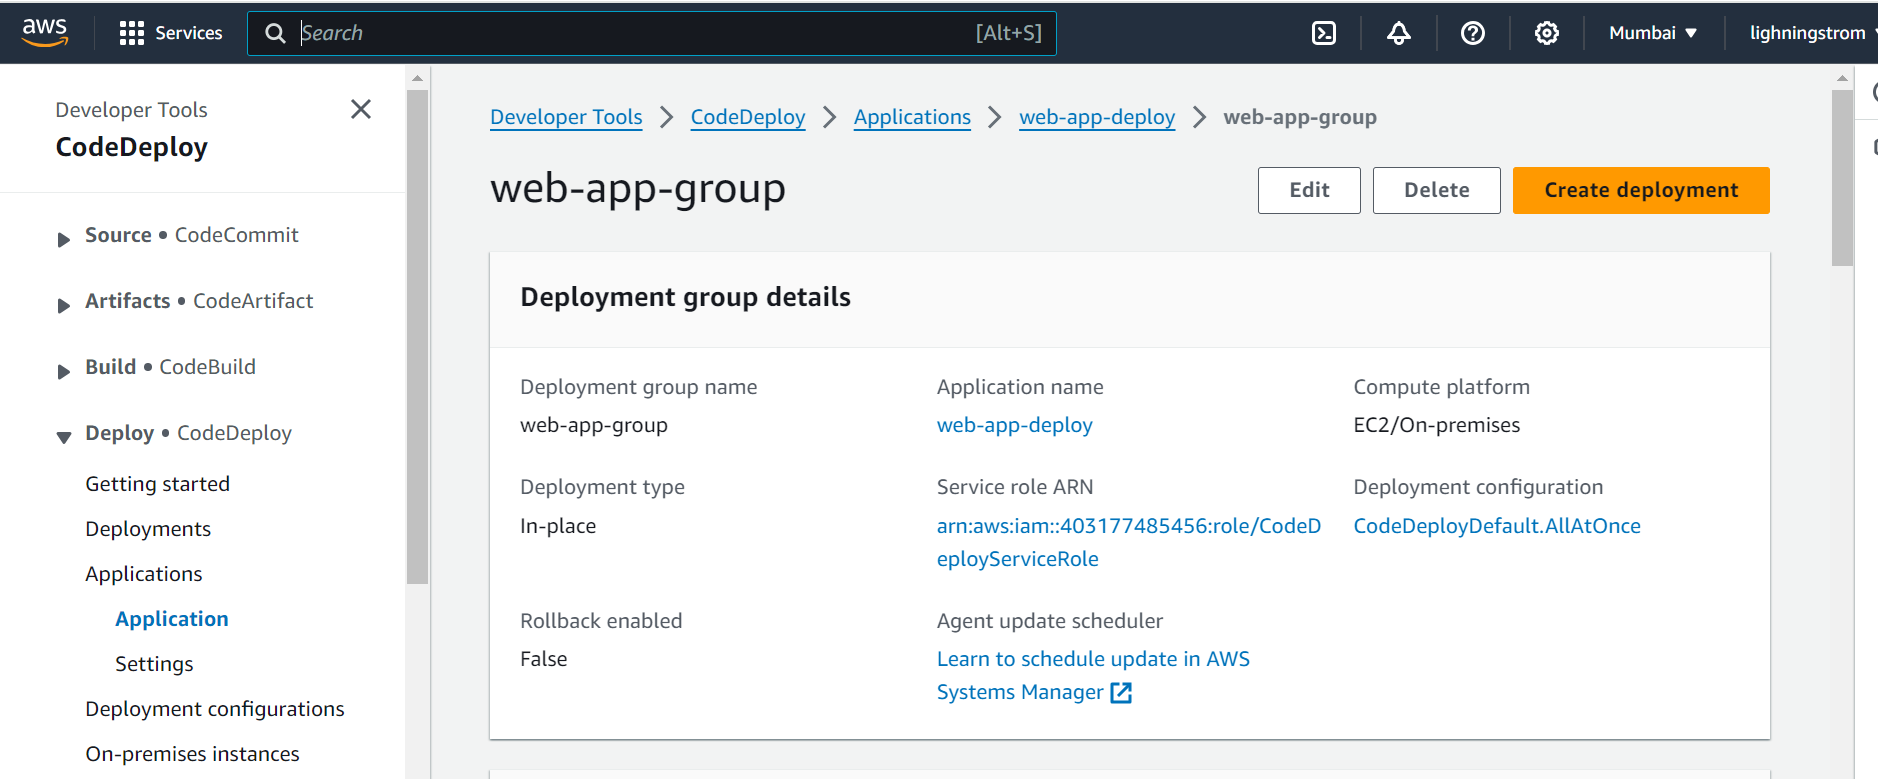 aws
Services
Search
[Alt+S]
Mumbai
lighningstrom
Developer Tools
CodeDeploy
Source • CodeCommit
Artifacts • CodeArtifact
Build • CodeBuild
Deploy • CodeDeploy
Getting started
Deployments
Applications
Application
Settings
Deployment configurations
On-premises instances
Developer Tools > CodeDeploy > Applications > web-app-deploy > web-app-group
web-app-group
Edit
Delete
Create deployment
Deployment group details
Deployment group name
web-app-group
Application name
web-app-deploy
Compute platform
EC2/On-premises
Deployment type
In-place
Service role ARN
arn:aws:iam::403177485456:role/CodeD
eployServiceRole
Deployment configuration
CodeDeployDefault.AllAtOnce
Rollback enabled
False
Agent update scheduler
Learn to schedule update in AWS
Systems Manager